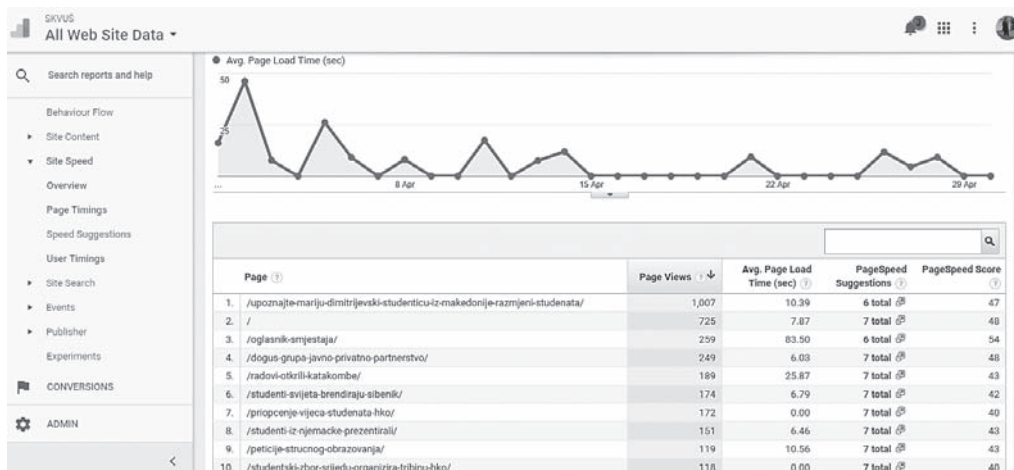 SKVUŠ
All Web Site Data
Search reports and help
Behaviour Flow
Site Content
Site Speed
Overview
Page Timings
Speed Suggestions
User Timings
Site Search
Events
Publisher
Experiments
CONVERSIONS
ADMIN
Avg. Page Load Time (sec)
50
25
...
8 Apr
15 Apr
22 Apr
29 Apr
Page Page Views Avg. Page Load Time (sec) PageSpeed Suggestions PageSpeed Score
1. /upoznajte-mariju-dimitrijevski-studenticu-iz-makedonije-razmjeni-studenata/ 1,007 10.39 6 total 47
2. / 725 7.87 7 total 48
3. /oglasnik-smjestaja/ 259 83.50 6 total 54
4. /dogus-grupa-javno-privatno-partnerstvo/ 249 6.03 7 total 48
5. /radovi-otkrili-katakombe/ 189 25.87 7 total 43
6. /studenti-svijeta-brendiraju-sibenik/ 174 6.79 7 total 42
7. /priopcenje-vijeca-studenata-hko/ 172 0.00 7 total 40
8. /studenti-iz-njemacke-prezentirali/ 151 6.46 7 total 43
9. /peticije-strucnog-obrazovanja/ 119 10.56 7 total 43
10. /studentski-zbor-srijedu-organizira-tribinu-hko/ 118 0.00 7 total 40